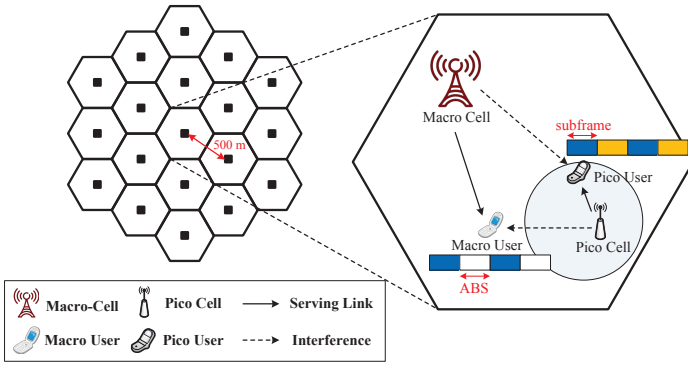 500 m
Macro Cell
subframe
Pico User
Macro User
Pico Cell
ABS
Macro-Cell
Pico Cell
Serving Link
Macro User
Pico User
Interference